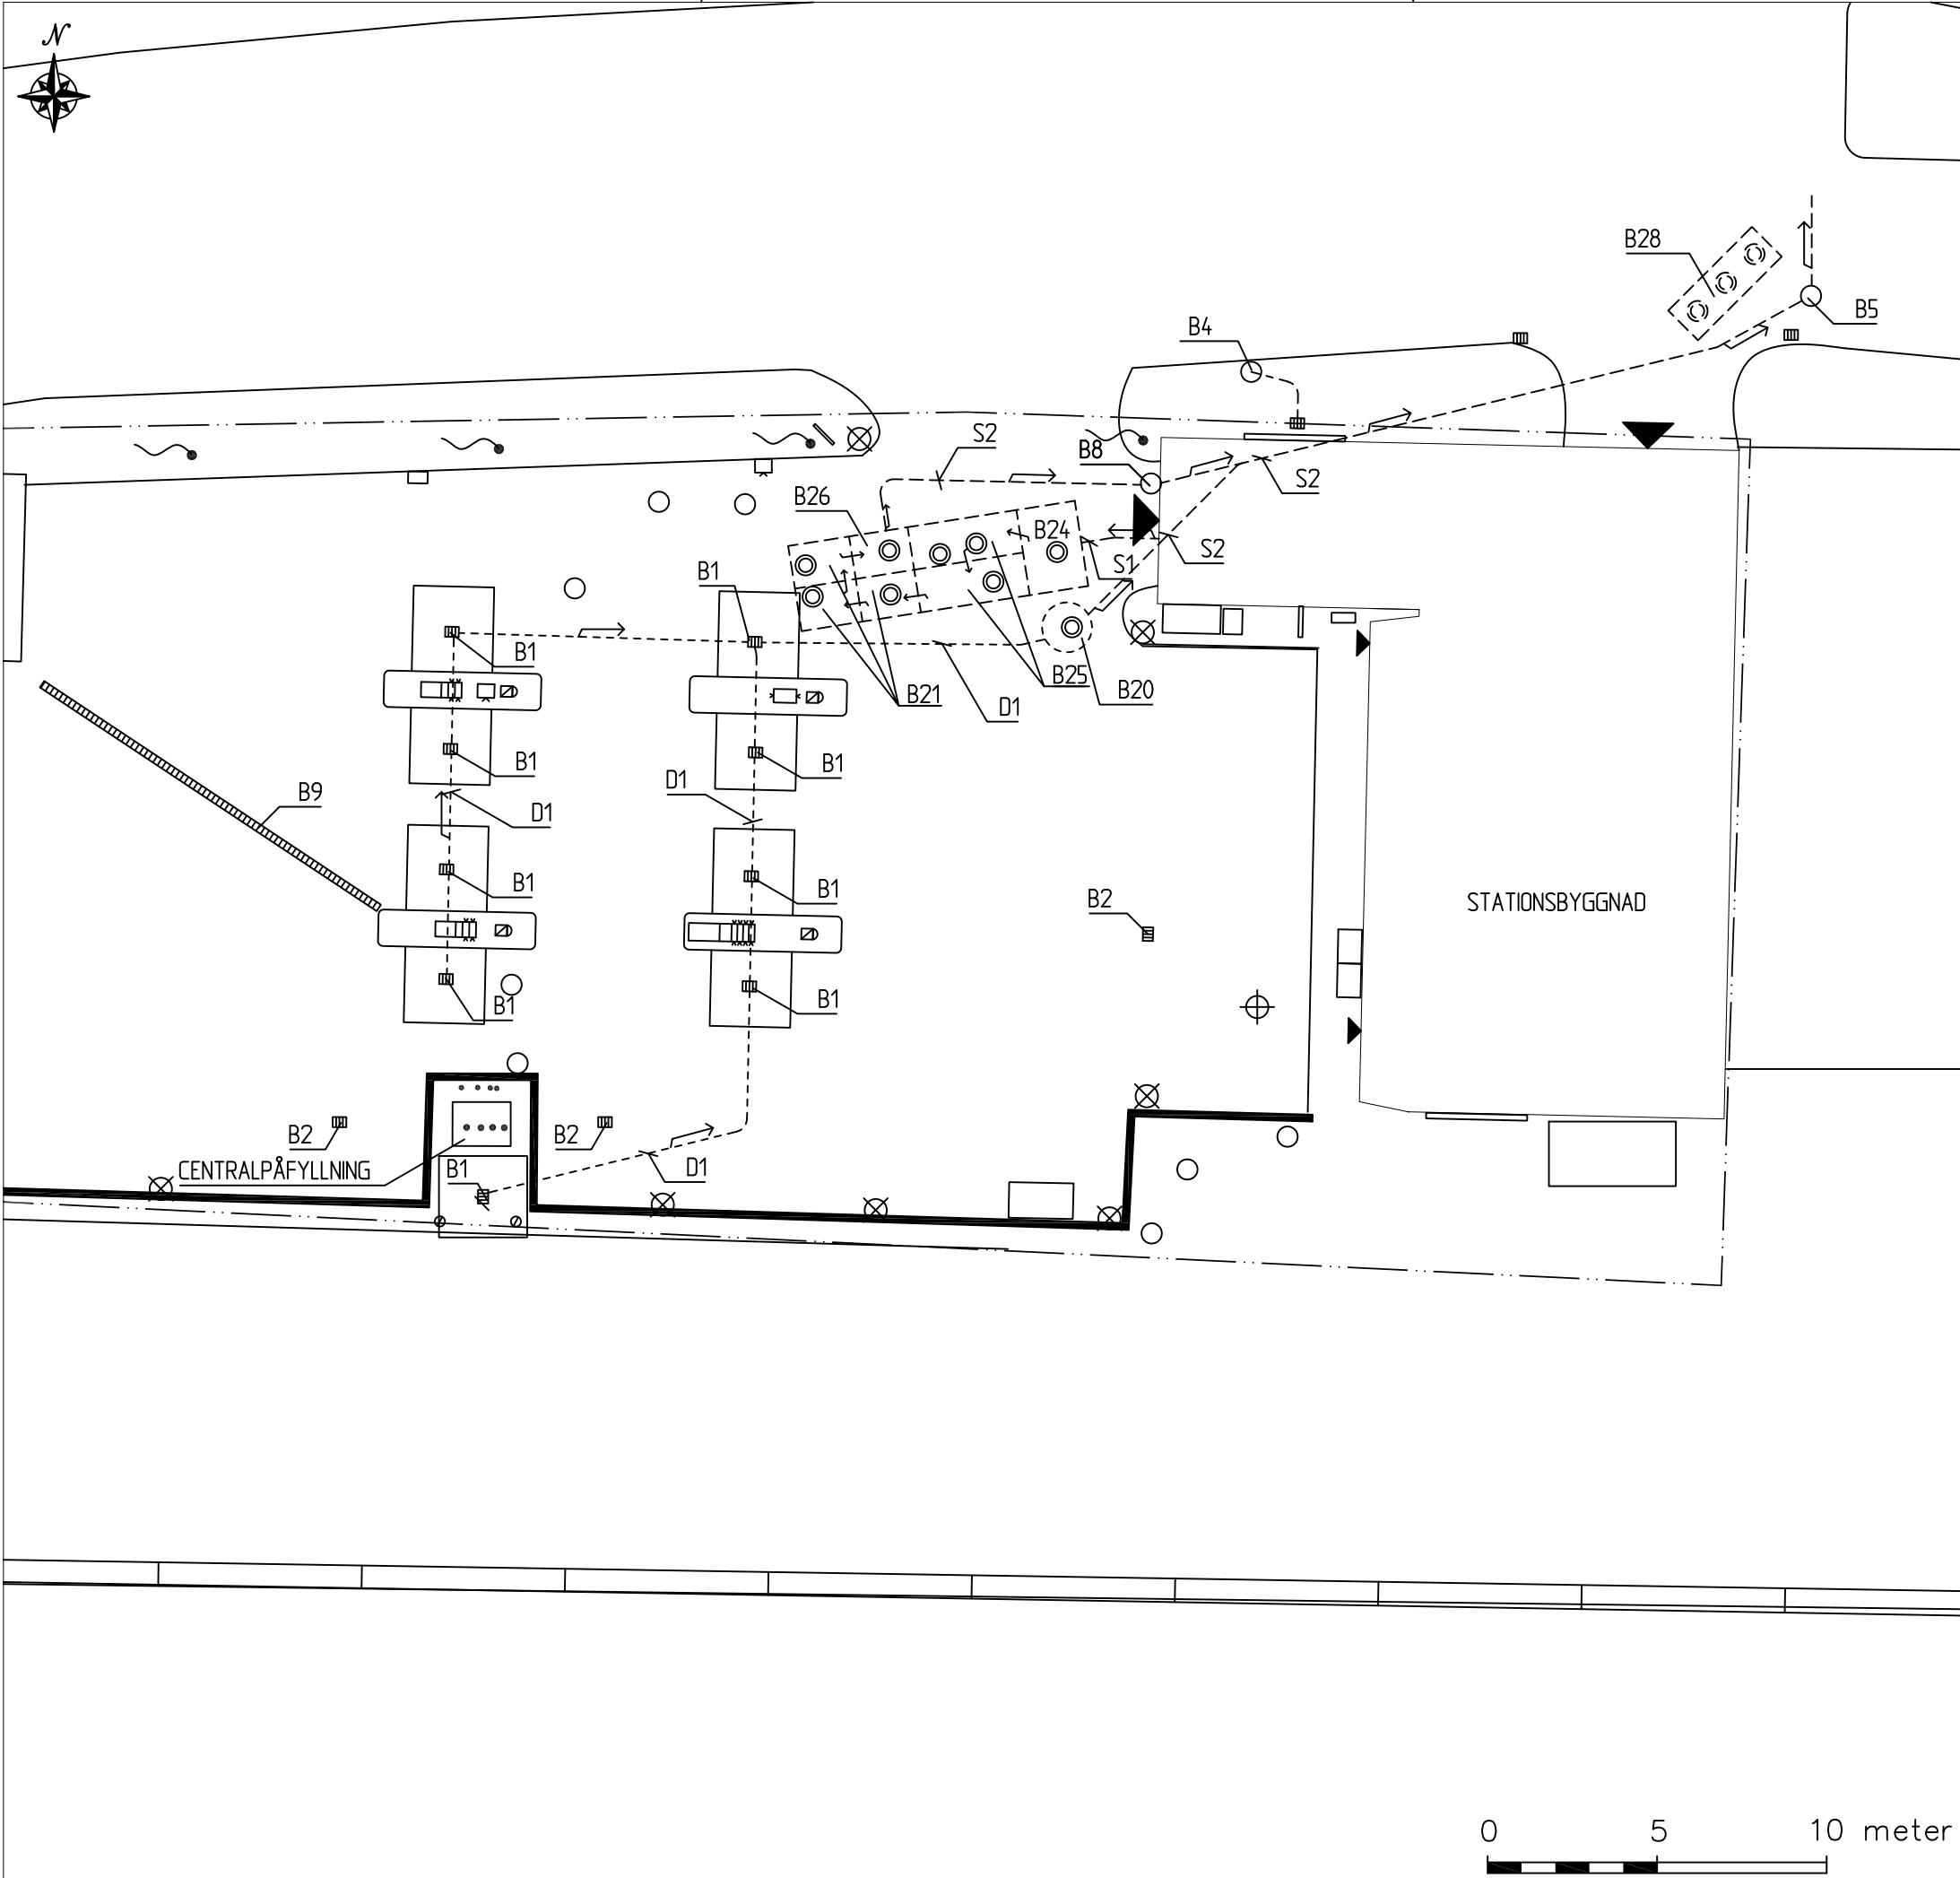 N
B28
B5
B4
S2
B8
S2
B26
B24
S2
S1
B1
B1
B25
B20
B21
D1
B1
B1
D1
B9
D1
B1
B1
B2
STATIONSBYGGNAD
B1
B1
B2
B2
CENTRALPÅFYLLNING
B1
D1
0 5 10 meter